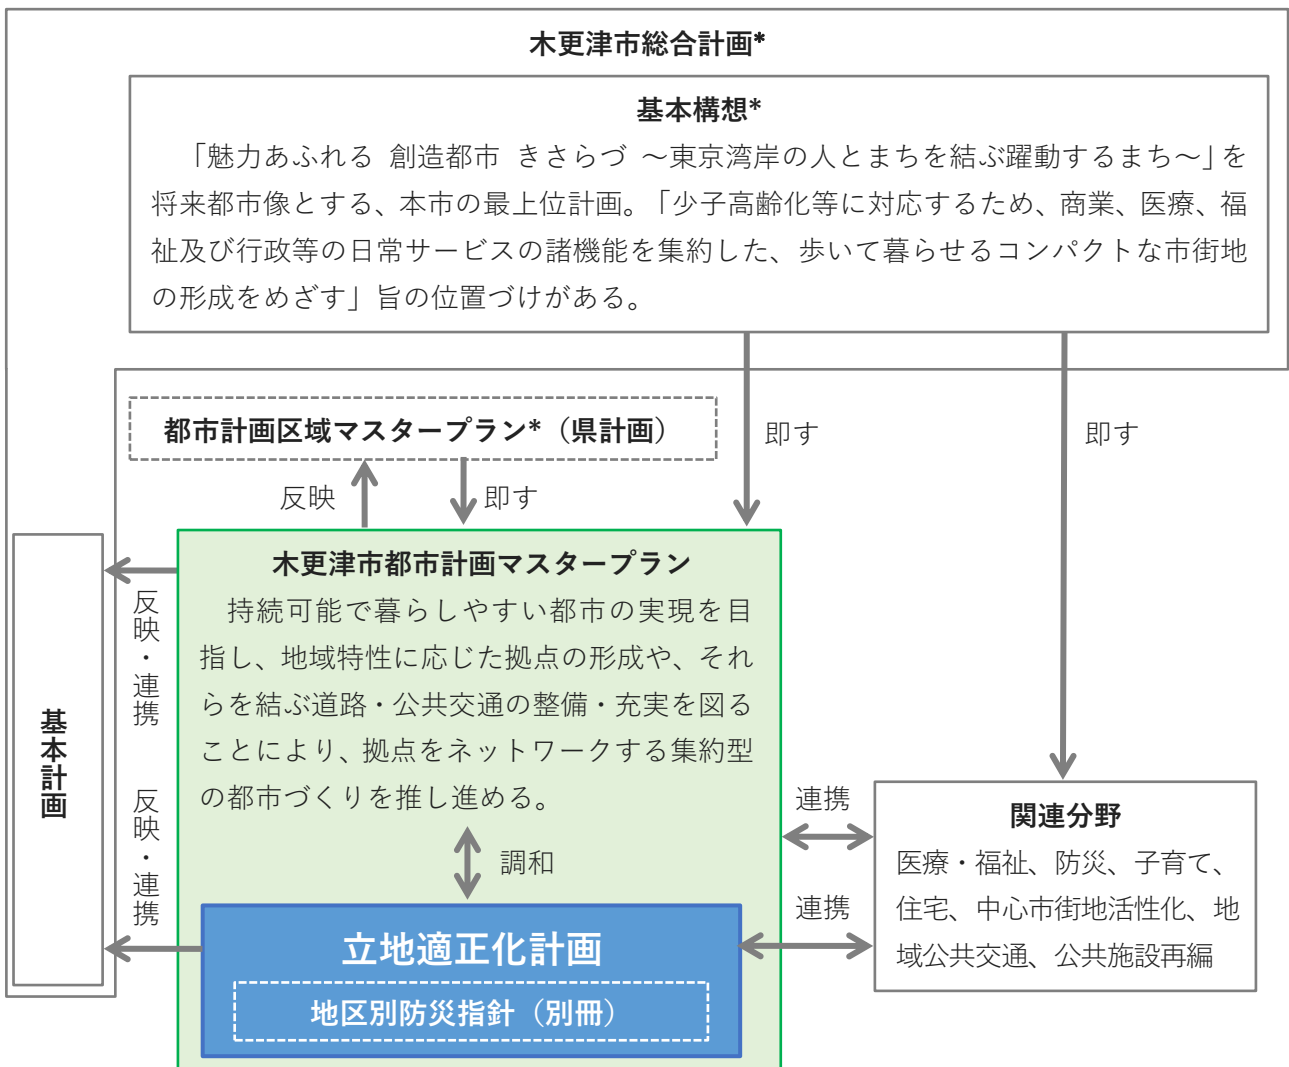 木更津市総合計画*
基本構想*
「魅力あふれる 創造都市 きさらづ ～東京湾岸の人とまちを結ぶ躍動するまち～」を
将来都市像とする、本市の最上位計画。「少子高齢化等に対応するため、商業、医療、福
祉及び行政等の日常サービスの諸機能を集約した、歩いて暮らせるコンパクトな市街地
の形成をめざす」旨の位置づけがある。
都市計画区域マスタープラン*（県計画）
即す
即す
反映
即す
木更津市都市計画マスタープラン
持続可能で暮らしやすい都市の実現を目
指し、地域特性に応じた拠点の形成や、それ
らを結ぶ道路・公共交通の整備・充実を図る
ことにより、拠点をネットワークする集約型
の都市づくりを推し進める。
反映・連携
基本計画
反映・連携
調和
連携
連携
関連分野
医療・福祉、防災、子育て、
住宅、中心市街地活性化、地
域公共交通、公共施設再編
立地適正化計画
地区別防災指針（別冊）